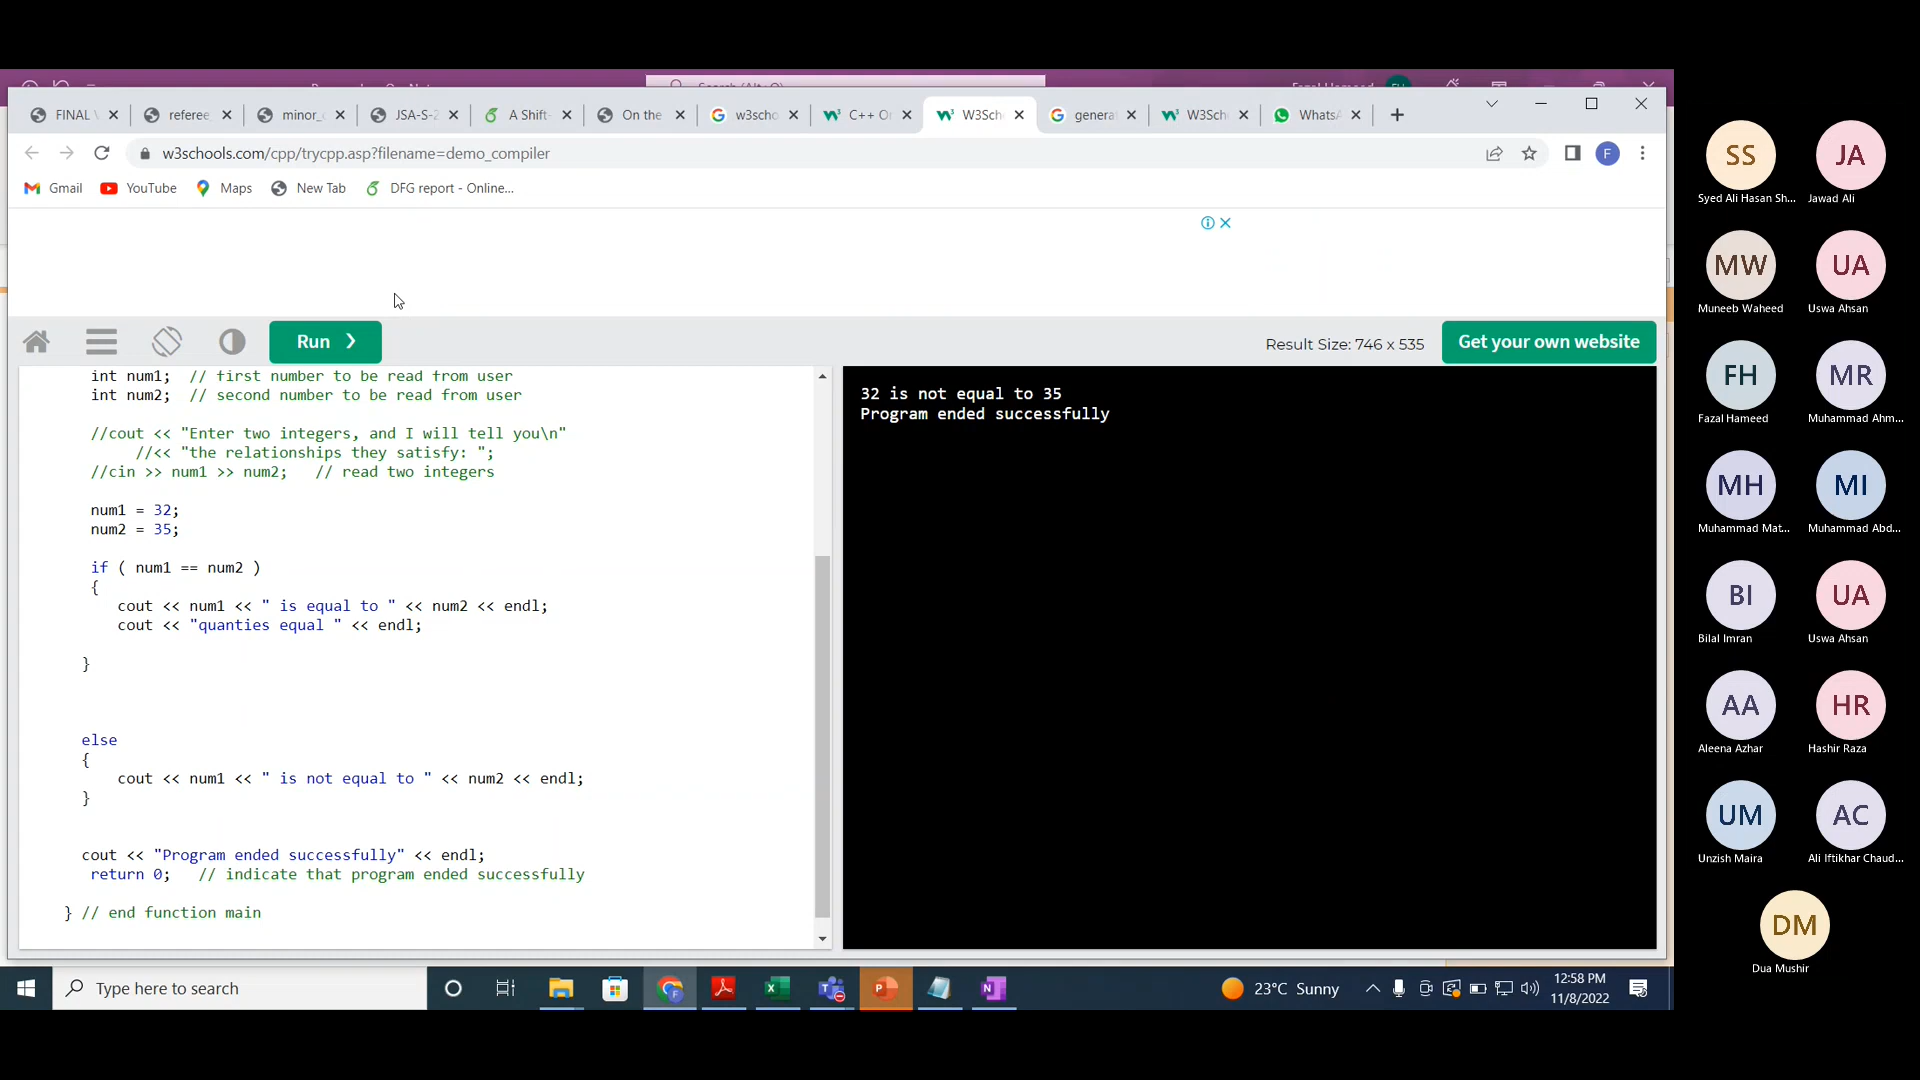 FINAL
referee
minor_
JSA-S-2
A Shift-
On the
w3scho
C++ O
W3Sch
genera
W3Sch
Whats
w3schools.com/cpp/trycpp.asp?filename=demo_compiler
F
Gmail
YouTube
Maps
New Tab
DFG report - Online...
Run ❯
Result Size: 746 x 535
Get your own website
int num1;  // first number to be read from user
int num2;  // second number to be read from user
//cout << "Enter two integers, and I will tell you\n"
//<< "the relationships they satisfy: ";
//cin >> num1 >> num2;   // read two integers
num1 = 32;
num2 = 35;
if ( num1 == num2 )
{
cout << num1 << " is equal to " << num2 << endl;
cout << "quanties equal " << endl;
}
else
{
cout << num1 << " is not equal to " << num2 << endl;
}
cout << "Program ended successfully" << endl;
return 0;   // indicate that program ended successfully
} // end function main
32 is not equal to 35
Program ended successfully
SS
Syed Ali Hasan Sh...
JA
Jawad Ali
MW
Muneeb Waheed
UA
Uswa Ahsan
FH
Fazal Hameed
MR
Muhammad Ahm...
MH
Muhammad Mat...
MI
Muhammad Abd...
BI
Bilal Imran
UA
Uswa Ahsan
AA
Aleena Azhar
HR
Hashir Raza
UM
Unzish Maira
AC
Ali Iftikhar Chaud...
DM
Dua Mushir
Type here to search
23°C Sunny
12:58 PM
11/8/2022